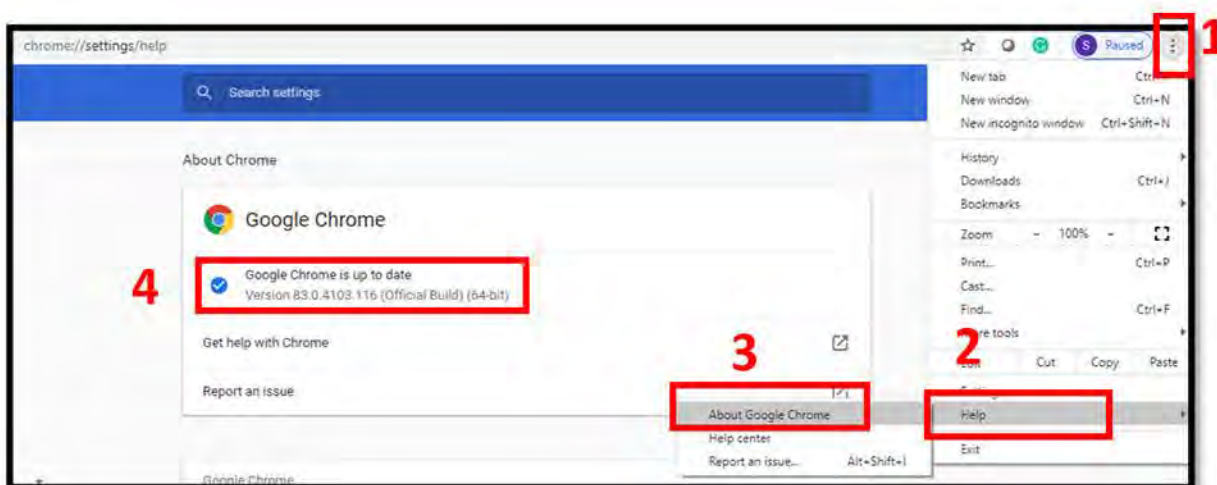 1
chrome://settings/help
S Paused
Search settings
About Chrome
Google Chrome
4
Google Chrome is up to date
Version 83.0.4103.116 (Official Build) (64-bit)
Get help with Chrome
Report an issue
Google Chrome
New tab
New window Ctrl+N
New incognito window Ctrl+Shift+N
History
Downloads Ctrl+J
Bookmarks
Zoom - 100%
Print... Ctrl+P
Cast...
Find... Ctrl+F
tools
2
Cut Copy Paste
Help
Exit
3
About Google Chrome
Help center
Report an issue... Alt+Shift+I